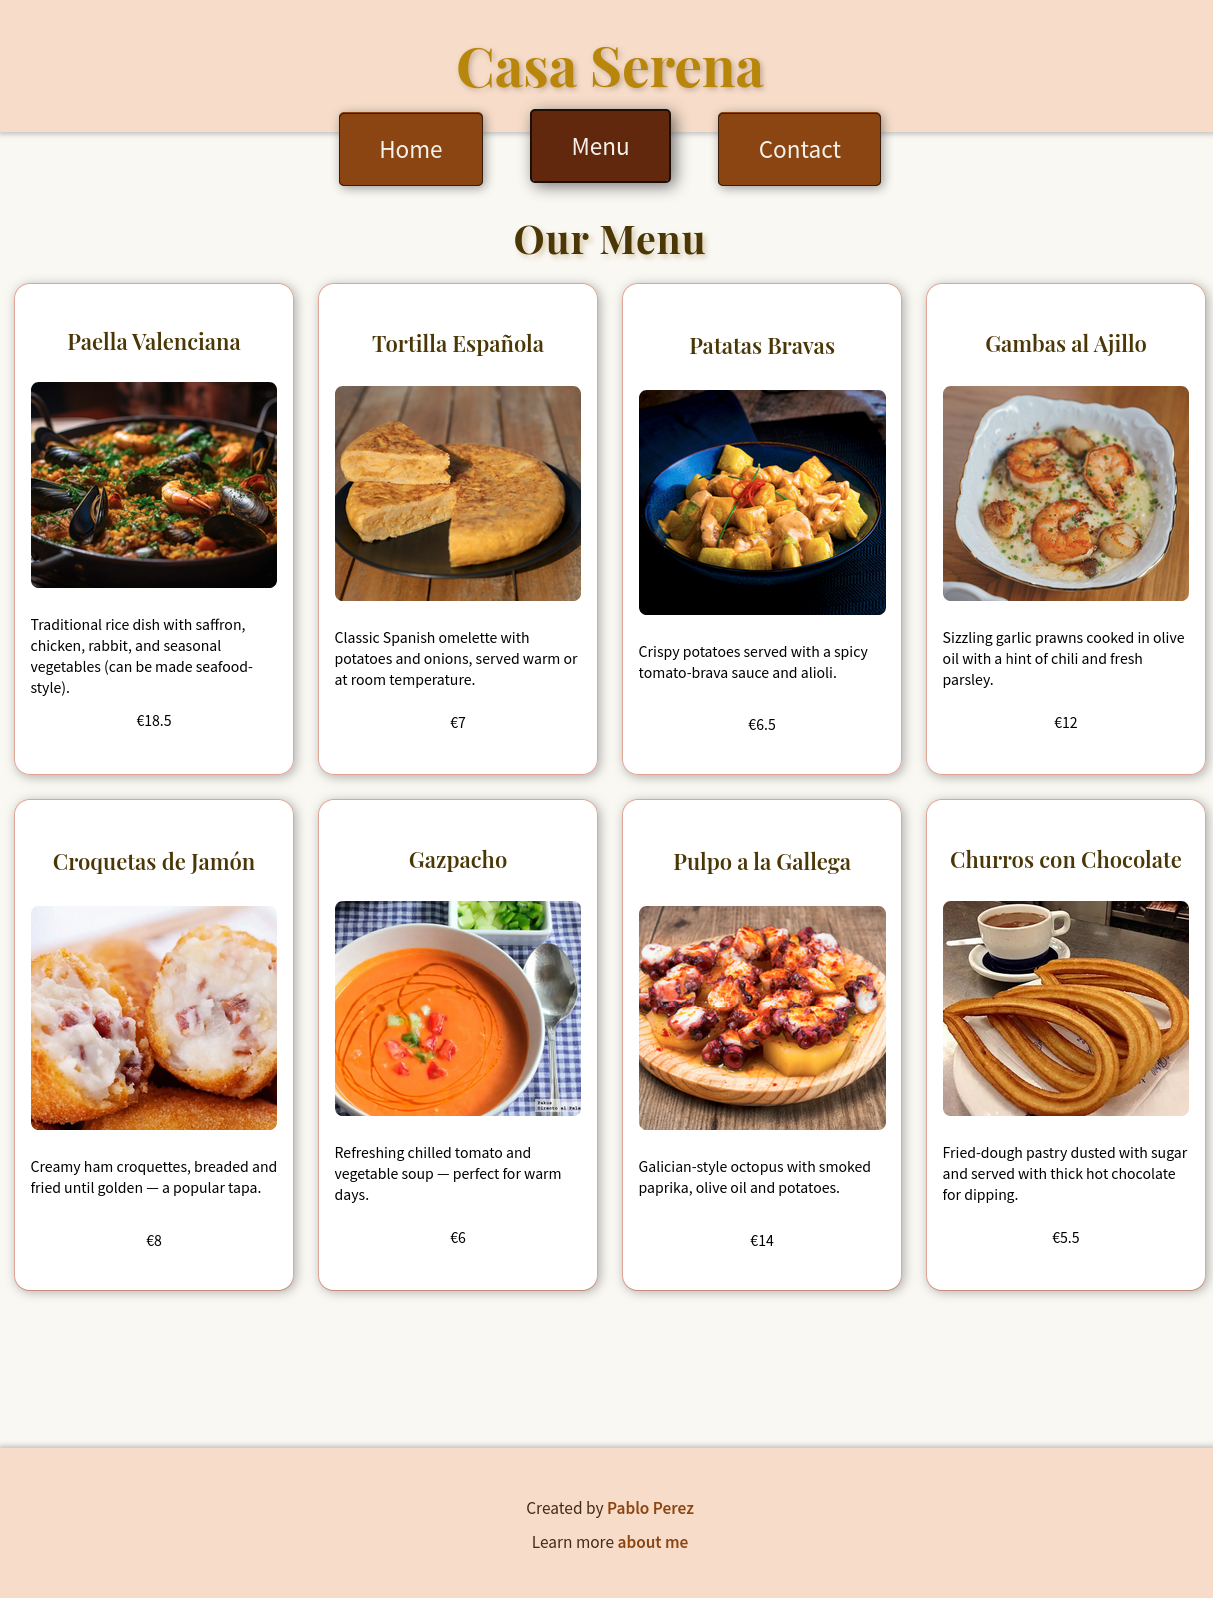 Casa Serena
Home
Menu
Contact
Our Menu
Paella Valenciana
Traditional rice dish with saffron,
chicken, rabbit, and seasonal
vegetables (can be made seafood-
style).
€18.5
Tortilla Española
Classic Spanish omelette with
potatoes and onions, served warm or
at room temperature.
€7
Patatas Bravas
Crispy potatoes served with a spicy
tomato-brava sauce and alioli.
€6.5
Gambas al Ajillo
Sizzling garlic prawns cooked in olive
oil with a hint of chili and fresh
parsley.
€12
Croquetas de Jamón
Creamy ham croquettes, breaded and
fried until golden — a popular tapa.
€8
Gazpacho
Directo al Pala
Refreshing chilled tomato and
vegetable soup — perfect for warm
days.
€6
Pulpo a la Gallega
Galician-style octopus with smoked
paprika, olive oil and potatoes.
€14
Churros con Chocolate
Fried-dough pastry dusted with sugar
and served with thick hot chocolate
for dipping.
€5.5
Created by Pablo Perez
Learn more about me